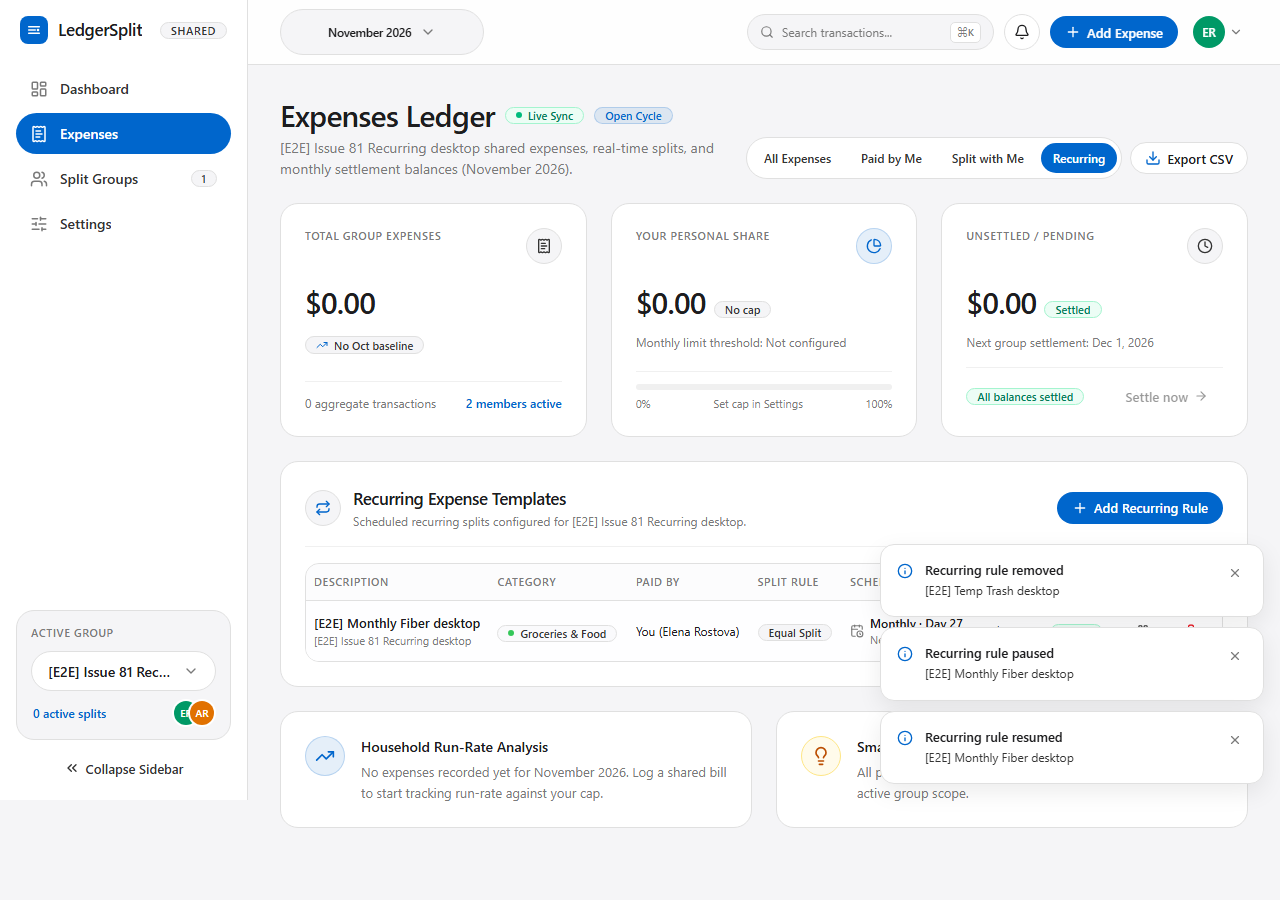 LedgerSplit
SHARED
Dashboard
Expenses
Split Groups
1
Settings
ACTIVE GROUP
[E2E] Issue 81 Rec...
0 active splits
AR
Collapse Sidebar
November 2026
Search transactions...
⌘K
Add Expense
ER
Expenses Ledger
Live Sync
Open Cycle
[E2E] Issue 81 Recurring desktop shared expenses, real-time splits, and
monthly settlement balances (November 2026).
All Expenses
Paid by Me
Split with Me
Recurring
Export CSV
TOTAL GROUP EXPENSES
$0.00
No Oct baseline
0 aggregate transactions
2 members active
YOUR PERSONAL SHARE
$0.00
No cap
Monthly limit threshold: Not configured
0%
Set cap in Settings
100%
UNSETTLED / PENDING
$0.00
Settled
Next group settlement: Dec 1, 2026
All balances settled
Settle now
Recurring Expense Templates
Scheduled recurring splits configured for [E2E] Issue 81 Recurring desktop.
Add Recurring Rule
DESCRIPTION
CATEGORY
PAID BY
SPLIT RULE
[E2E] Monthly Fiber desktop
[E2E] Issue 81 Recurring desktop
Groceries & Food
You (Elena Rostova)
Equal Split
Monthly · Day 27
Recurring rule removed
[E2E] Temp Trash desktop
Recurring rule paused
[E2E] Monthly Fiber desktop
Recurring rule resumed
[E2E] Monthly Fiber desktop
Household Run-Rate Analysis
No expenses recorded yet for November 2026. Log a shared bill
to start tracking run-rate against your cap.
active group scope.